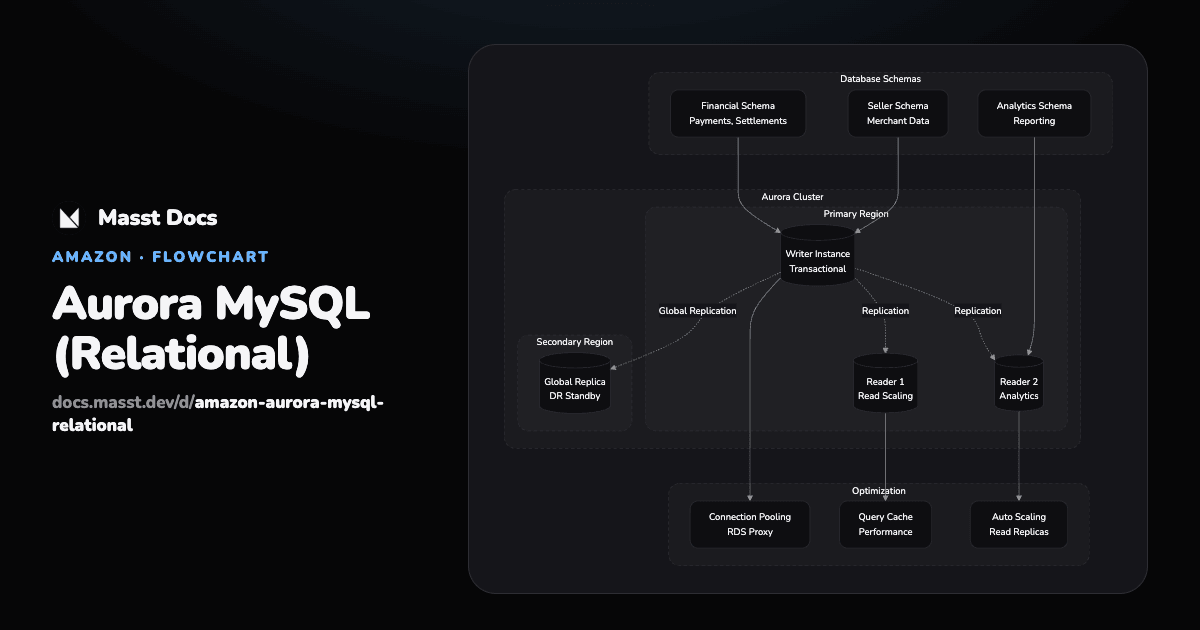 Masst Docs
AMAZON · FLOWCHART
Aurora MySQL
(Relational)
docs.masst.dev/d/amazon-aurora-mysql-
relational
Database Schemas
Financial Schema
Payments, Settlements
Seller Schema
Merchant Data
Analytics Schema
Reporting
Aurora Cluster
Primary Region
Writer Instance
Transactional
Global Replication
Replication
Replication
Secondary Region
Global Replica
DR Standby
Reader 1
Read Scaling
Reader 2
Analytics
Optimization
Connection Pooling
RDS Proxy
Query Cache
Performance
Auto Scaling
Read Replicas